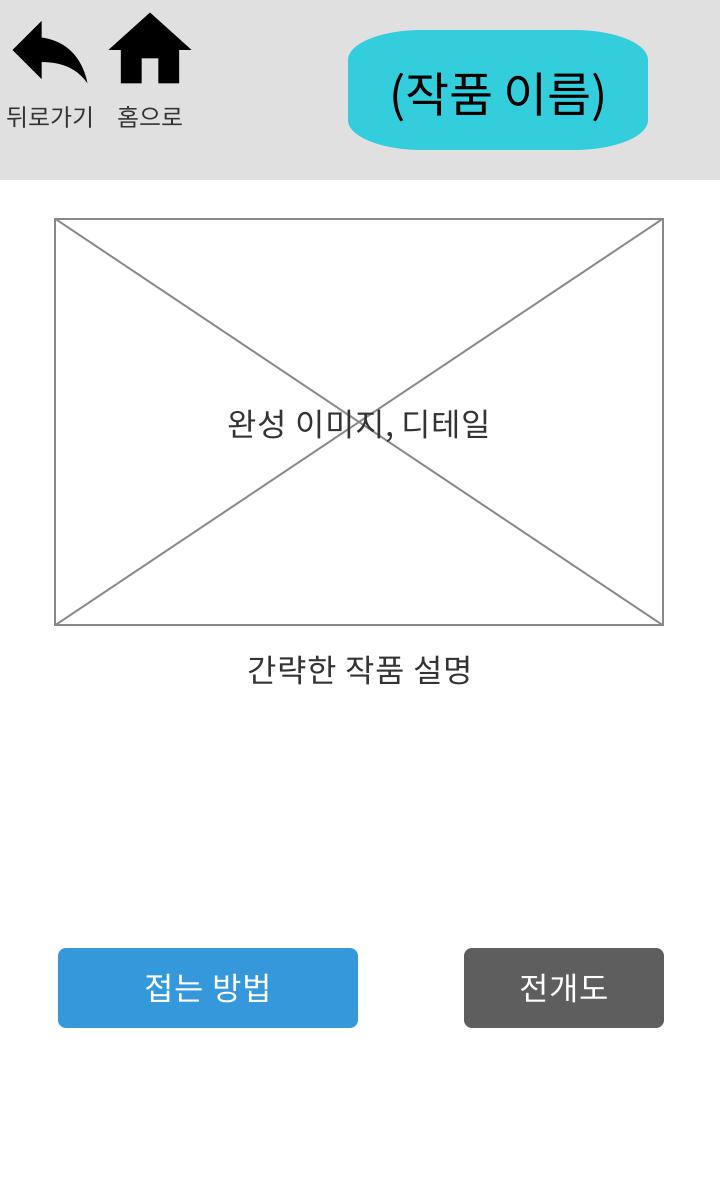 뒤로가기 홈으로
(작품 이름)
완성 이미지, 디테일
간략한 작품 설명
접는 방법
전개도